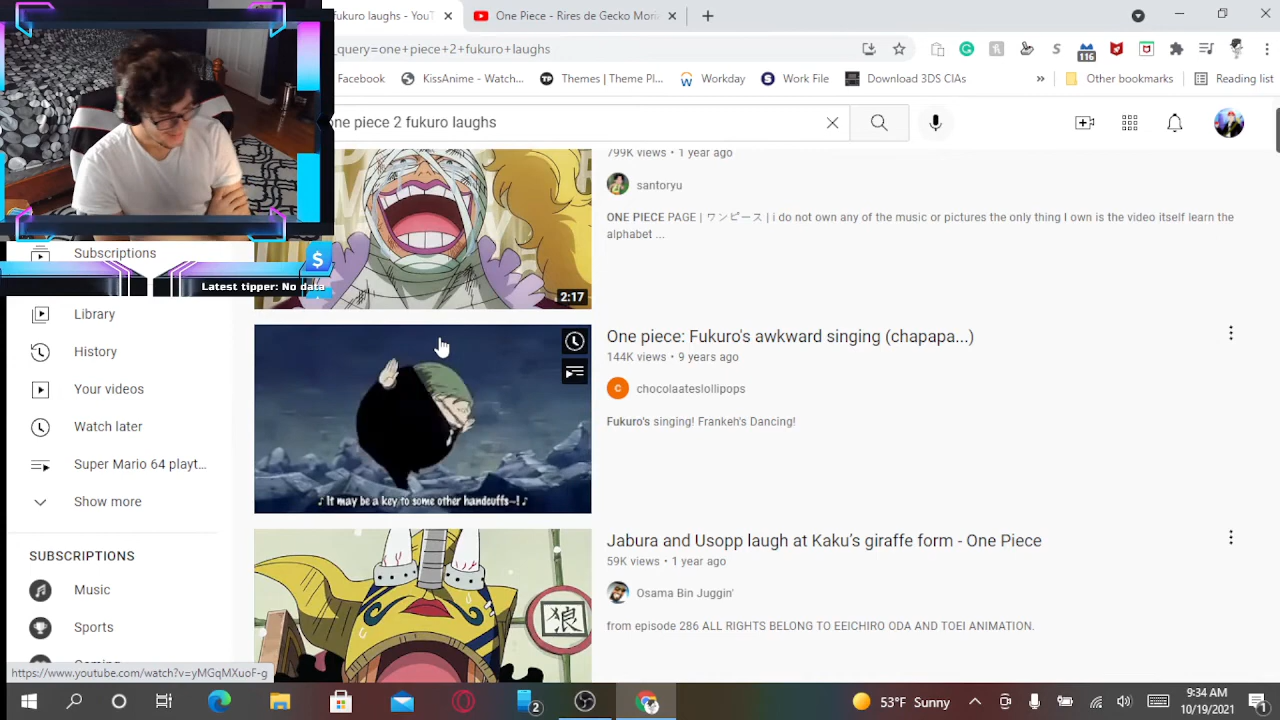 fukuro laughs - YouT
One Piece - Rires de Gecko Mor
_query=one+piece+2+fukuro+laughs
116
Facebook
KissAnime - Watch...
Themes | Theme Pl...
Workday
Work File
Download 3DS CIAs
»
Other bookmarks
Reading list
ne piece 2 fukuro laughs
799K views • 1 year ago
santoryu
ONE PIECE PAGE | ワンピース | i do not own any of the music or pictures the only thing I own is the video itself learn the
alphabet ...
2:17
Subscriptions
Latest tipper: No data
Library
History
Your videos
Watch later
Super Mario 64 playt...
Show more
SUBSCRIPTIONS
Music
Sports
♪ It may be a key to some other handcuffs~! ♪
One piece: Fukuro's awkward singing (chapapa...)
144K views • 9 years ago
C
chocolaateslollipops
Fukuro's singing! Frankeh's Dancing!
狼
Jabura and Usopp laugh at Kaku's giraffe form - One Piece
59K views • 1 year ago
Osama Bin Juggin'
from episode 286 ALL RIGHTS BELONG TO EEICHIRO ODA AND TOEI ANIMATION.
https://www.youtube.com/watch?v=yMGqMXuoF-g
2
53°F Sunny
9:34 AM
10/19/2021
1